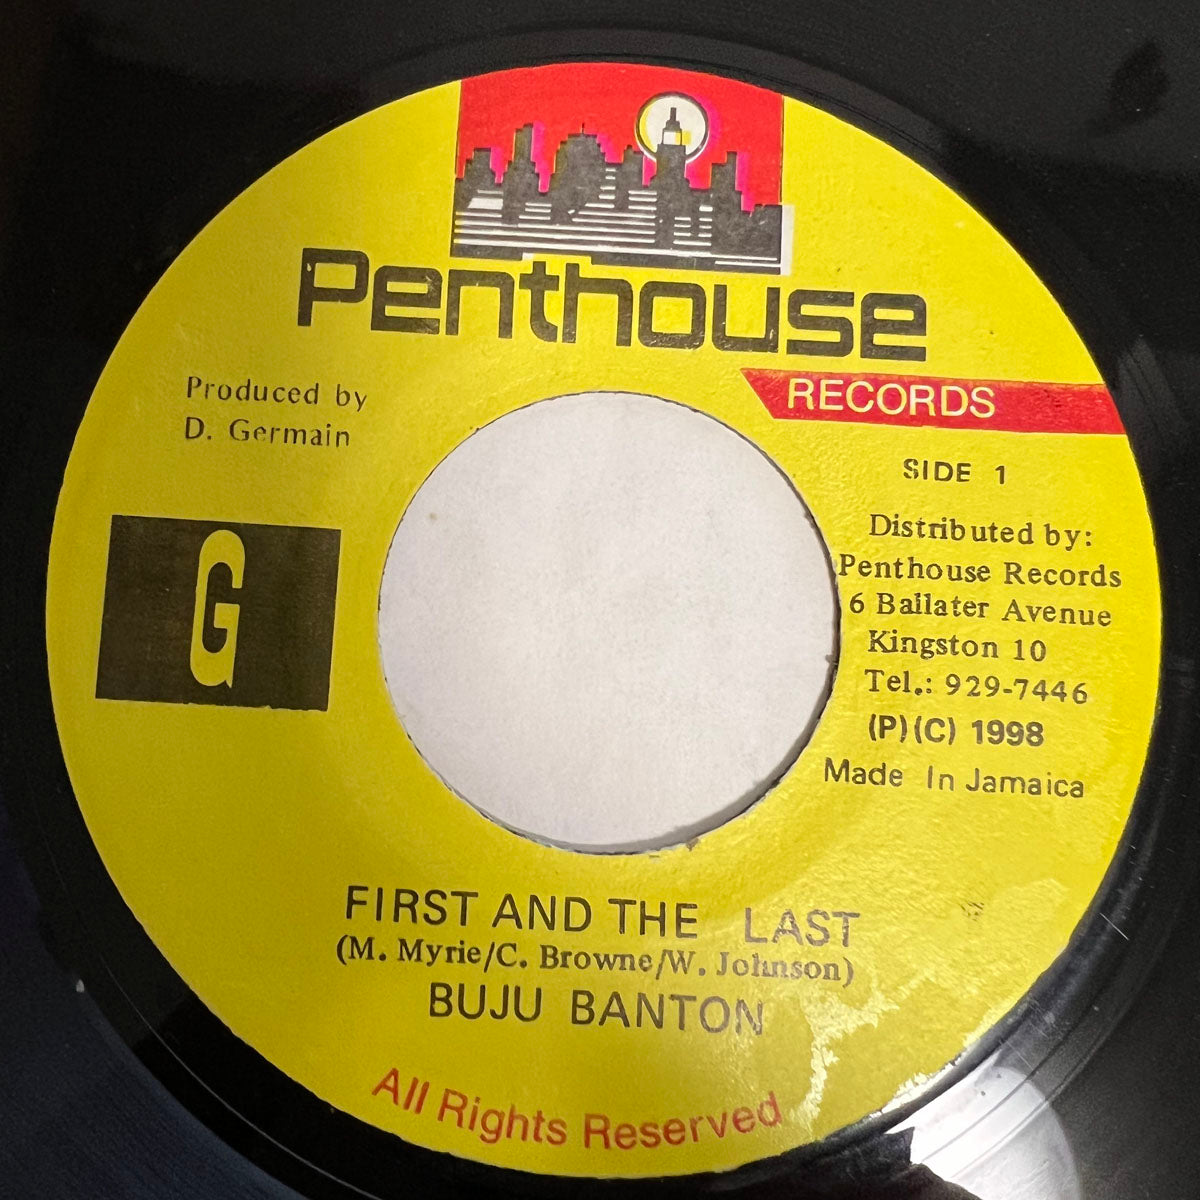 Penthouse
RECORDS
Produced by
D. Germain
G
SIDE 1
Distributed by:
Penthouse Records
6 Ballater Avenue
Kingston 10
Tel.: 929-7446
(P)(C) 1998
Made In Jamaica
FIRST AND THE LAST
(M. Myrie/C. Browne/W. Johnson)
BUJU BANTON
All Rights Reserved